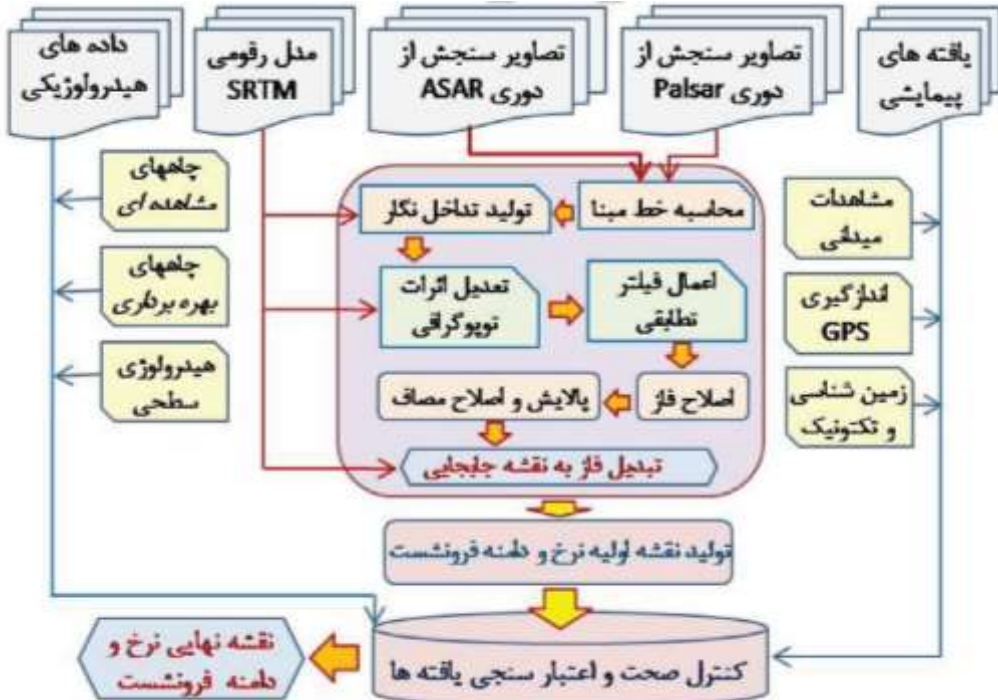 یافته های
پیمایشی
تصاویر سنجش از
دوری Palsar
تصاویر سنجش از
دوری ASAR
مدل رقومی
SRTM
داده های
هیدرولوژیکی
چاههای
مشاهده ای
چاههای
بهره برداری
هیدرولوژی
سطحی
محاسبه خط مبنا
تولید تداخل نگار
تعدیل اثرات
توپوگرافی
اعمال فیلتر
تطابقی
اصلاح فاز
پالایش و اصلاح مصاف
تبدیل فاز به نقشه جابجایی
مشاهدات
میدانی
اندازگیری
GPS
زمین شناسی
و تکتونیک
تولید نقشه اولیه نرخ و دامنه فرونشست
کنترل صحت و اعتبار سنجی یافته ها
نقشه نهایی نرخ و
دامنه فرونشست